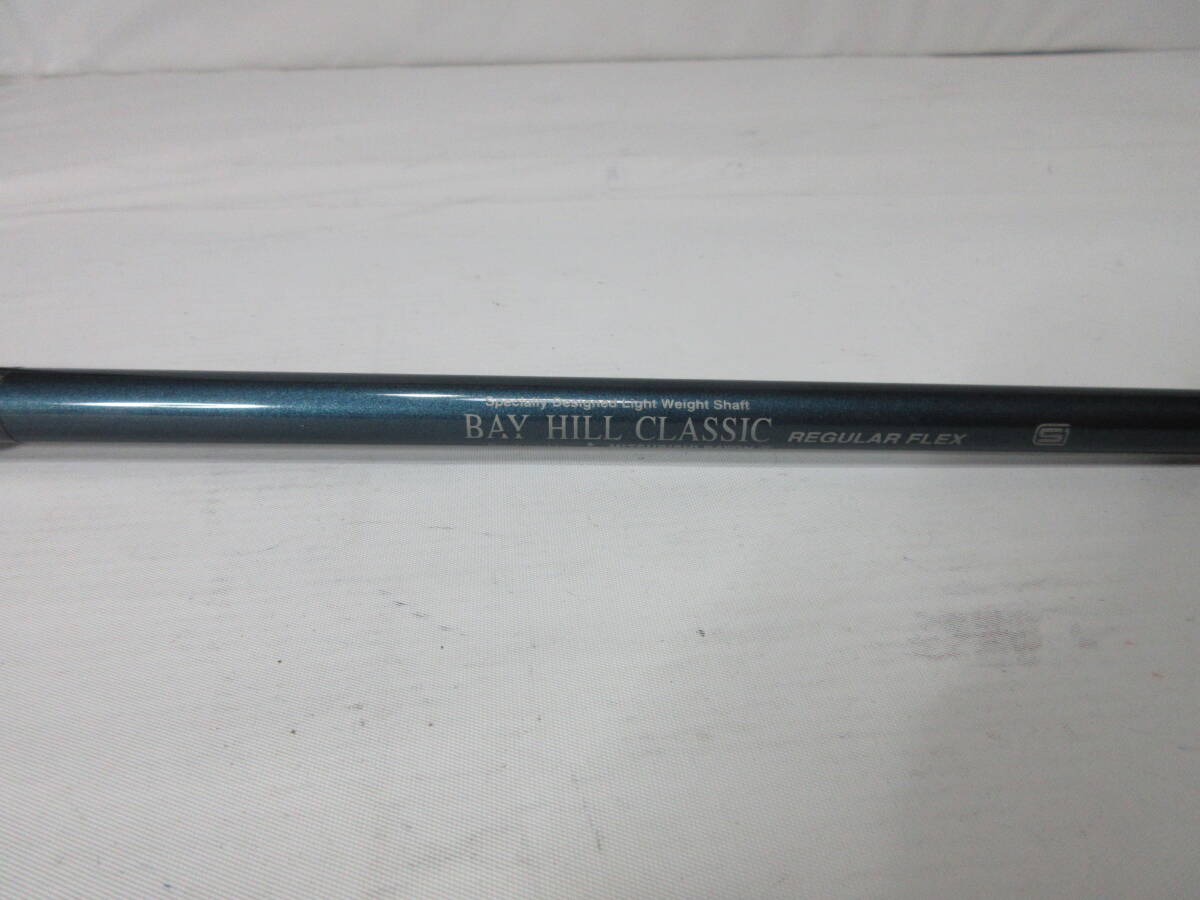 Specially Designed Light Weight Shaft
BAY HILL CLASSIC REGULAR FLEX